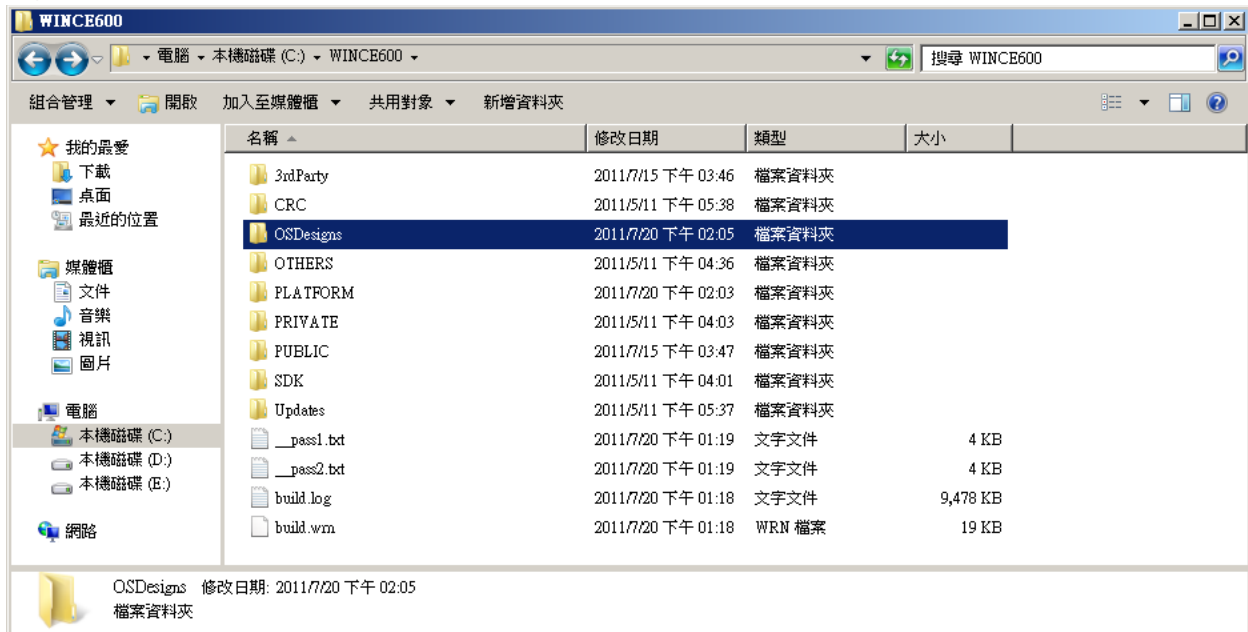 WINCE600
電腦 本機磁碟 (C:) WINCE600 搜尋 WINCE600
組合管理 開啟 加入至媒體櫃 共用對象 新增資料夾
我的最愛
下載
桌面
最近的位置
媒體櫃
文件
音樂
視訊
圖片
電腦
本機磁碟 (C:)
本機磁碟 (D:)
本機磁碟 (E:)
網路
名稱 修改日期 類型 大小
3rdParty 2011/7/15 下午 03:46 檔案資料夾
CRC 2011/5/11 下午 05:38 檔案資料夾
OSDesigns 2011/7/20 下午 02:05 檔案資料夾
OTHERS 2011/5/11 下午 04:36 檔案資料夾
PLATFORM 2011/7/20 下午 02:03 檔案資料夾
PRIVATE 2011/5/11 下午 04:03 檔案資料夾
PUBLIC 2011/7/15 下午 03:47 檔案資料夾
SDK 2011/5/11 下午 04:01 檔案資料夾
Updates 2011/5/11 下午 05:37 檔案資料夾
__pass1.txt 2011/7/20 下午 01:19 文字文件 4 KB
__pass2.txt 2011/7/20 下午 01:19 文字文件 4 KB
build.log 2011/7/20 下午 01:18 文字文件 9,478 KB
build.wrn 2011/7/20 下午 01:18 WRN 檔案 19 KB
OSDesigns 修改日期: 2011/7/20 下午 02:05
檔案資料夾